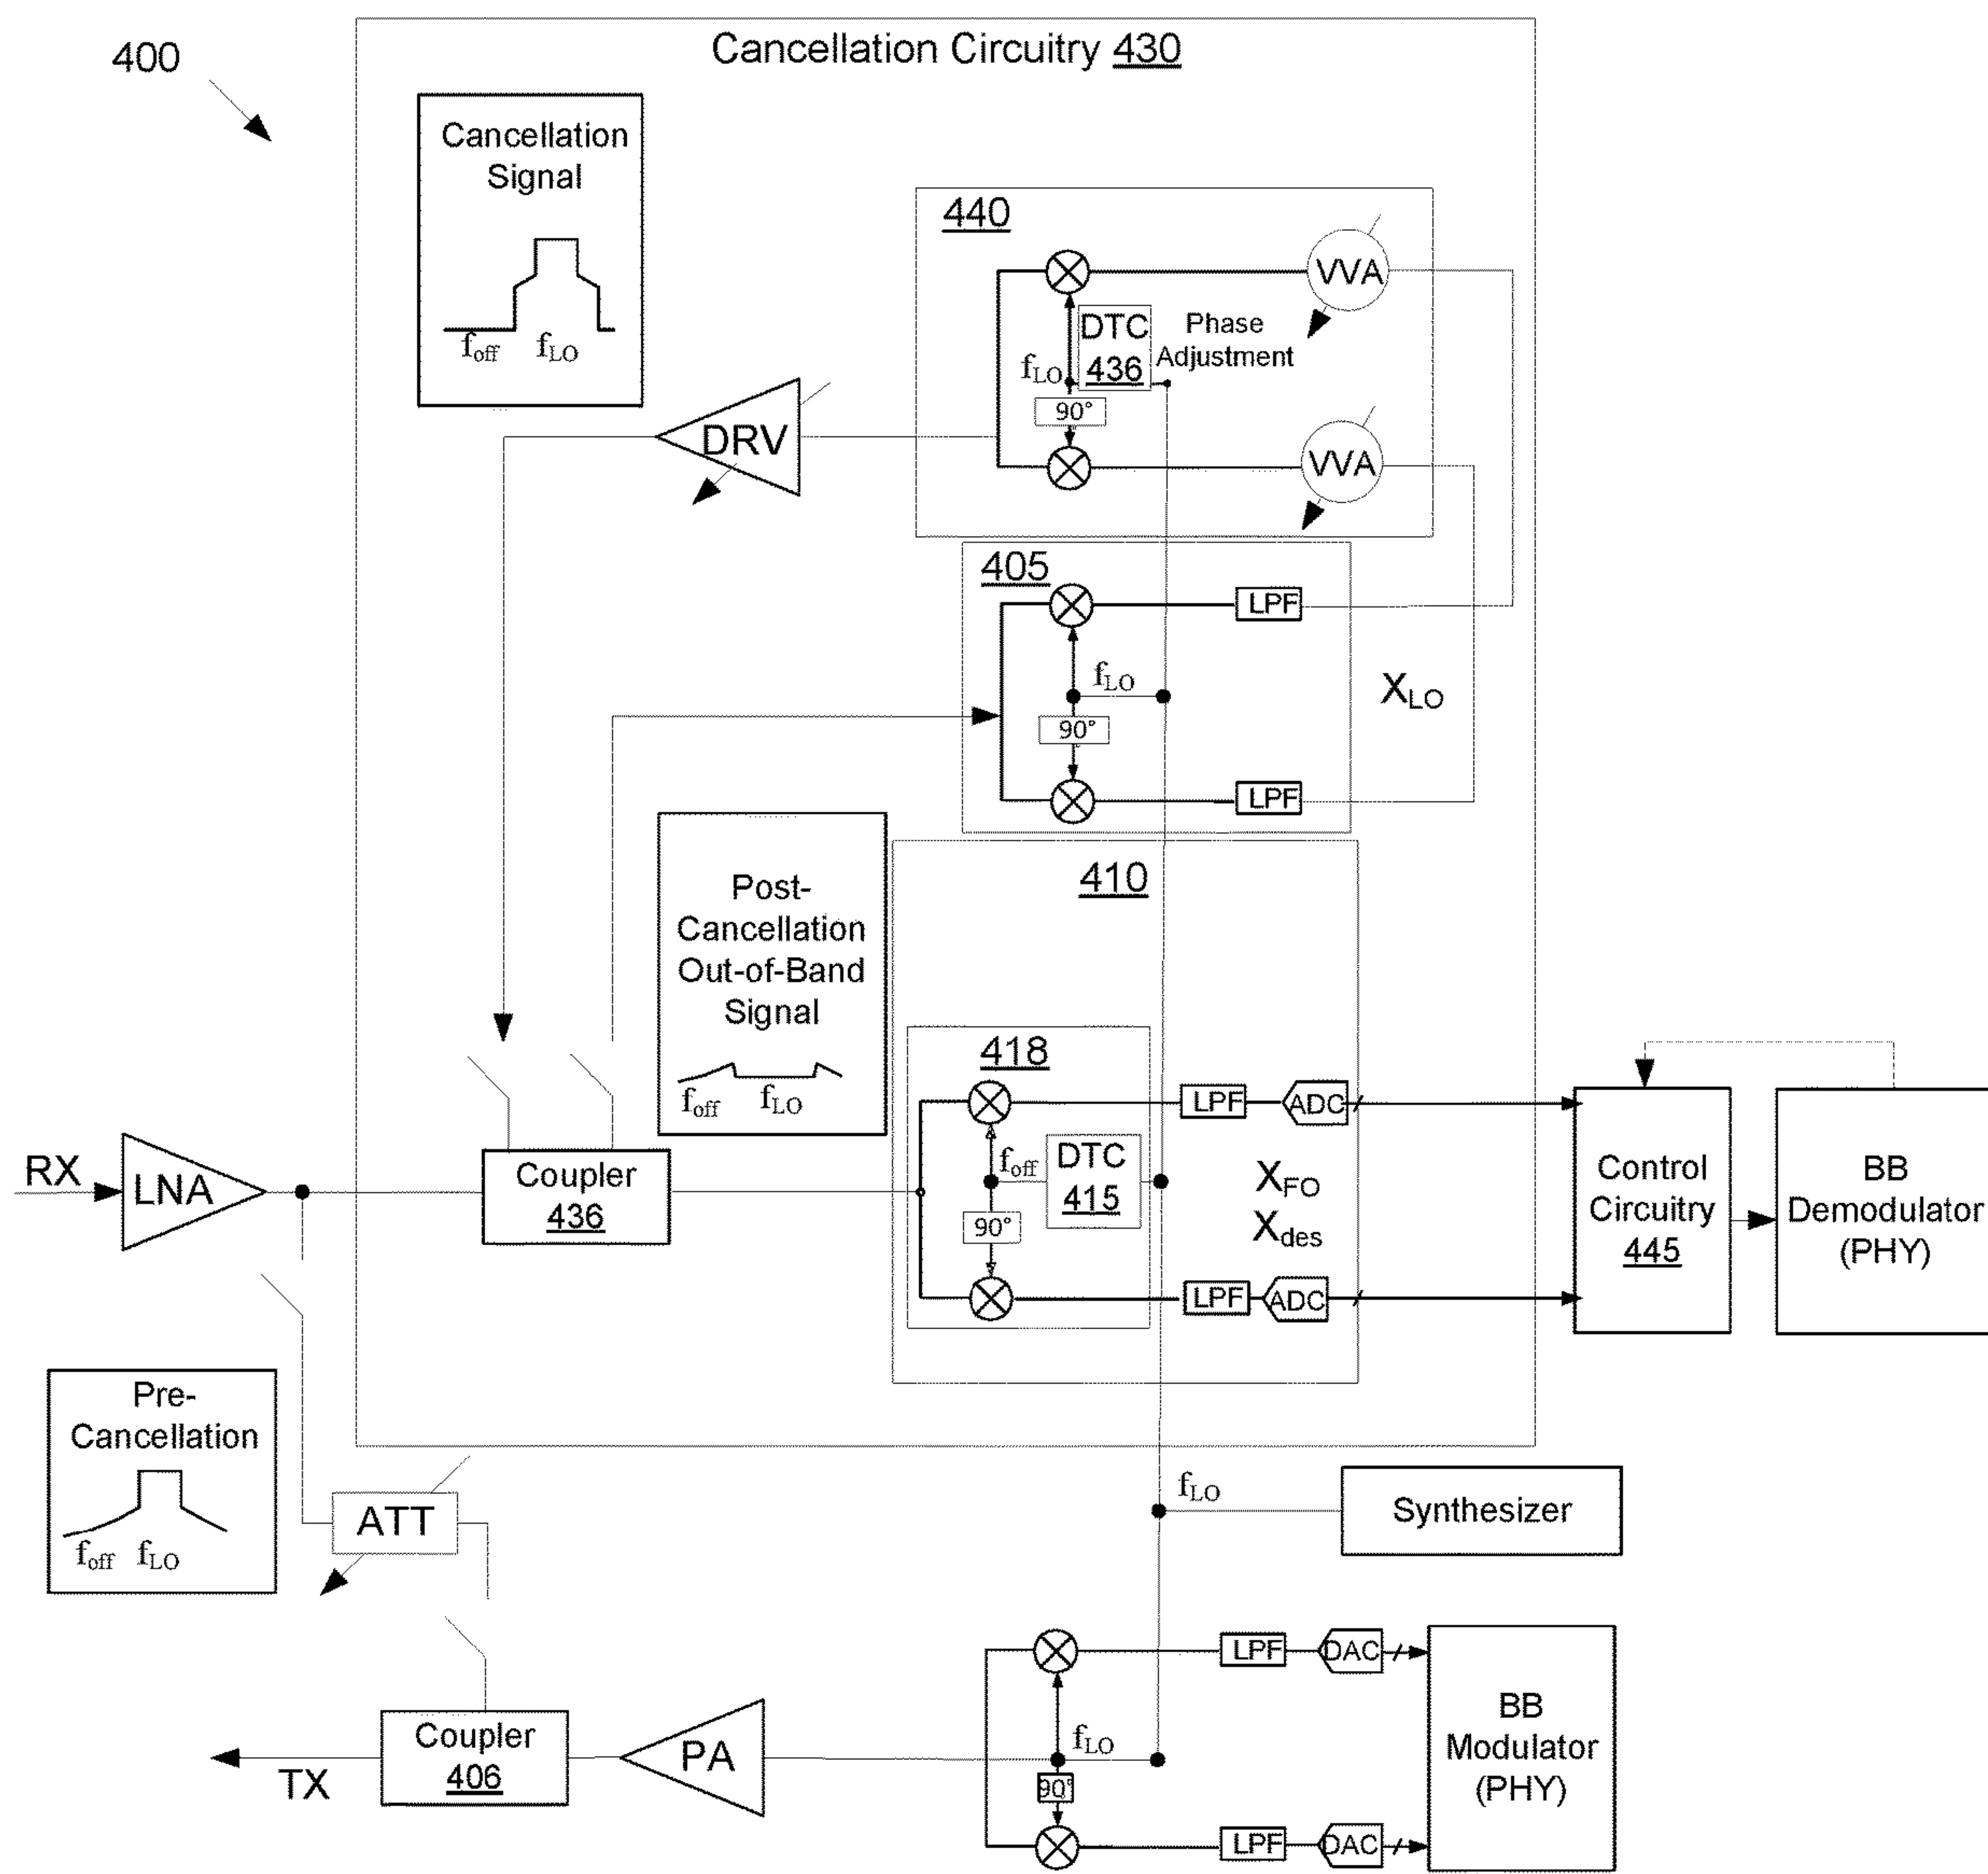 400
Cancellation Circuitry 430
Cancellation
Signal
foff
fLO
440
VVA
DTC
436
Phase
Adjustment
fLO
90°
VVA
DRV
405
LPF
fLO
90°
LPF
XLO
410
Post-
Cancellation
Out-of-Band
Signal
foff
fLO
418
LPF
ADC
foff
DTC
415
90°
XFO
Xdes
LPF
ADC
Control
Circuitry
445
BB
Demodulator
(PHY)
RX
LNA
Coupler
436
Pre-
Cancellation
foff
fLO
ATT
fLO
Synthesizer
LPF
DAC
BB
Modulator
(PHY)
Coupler
406
TX
PA
fLO
90°
LPF
DAC